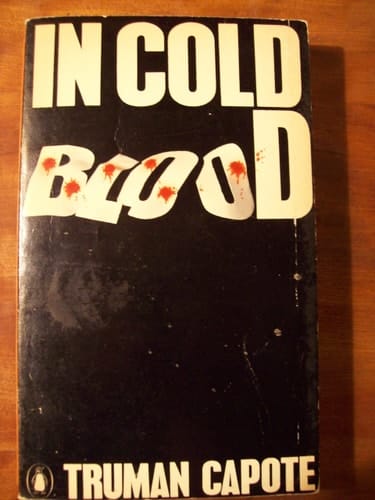 IN COLD
BLOOD
TRUMAN CAPOTE